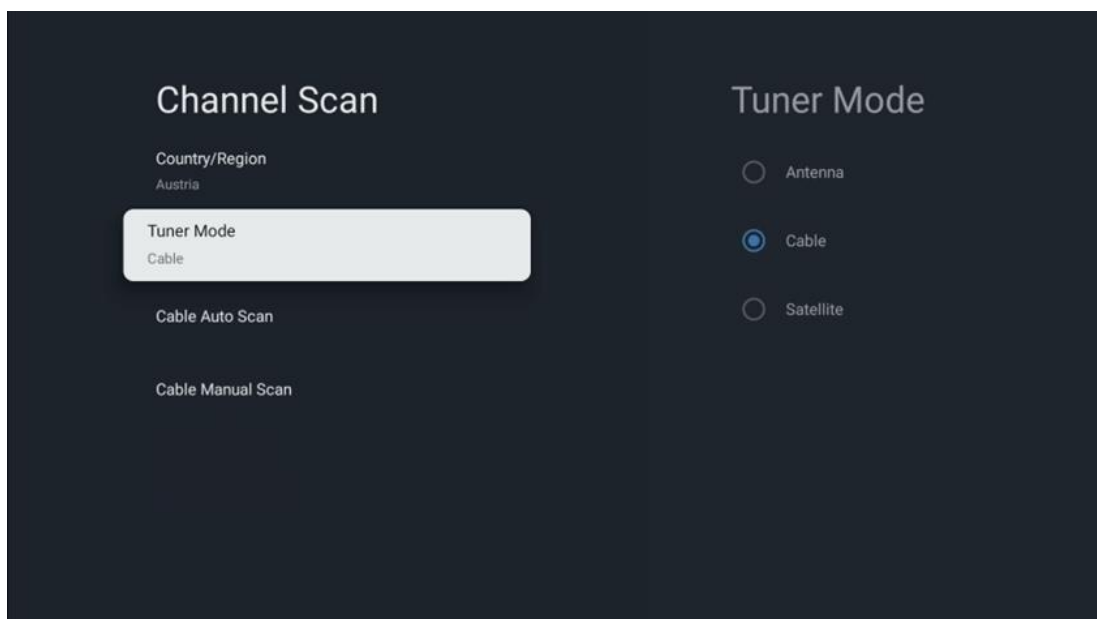 Channel Scan
Country/Region
Austria
Tuner Mode
Cable
Cable Auto Scan
Cable Manual Scan
Tuner Mode
Antenna
Cable
Satellite